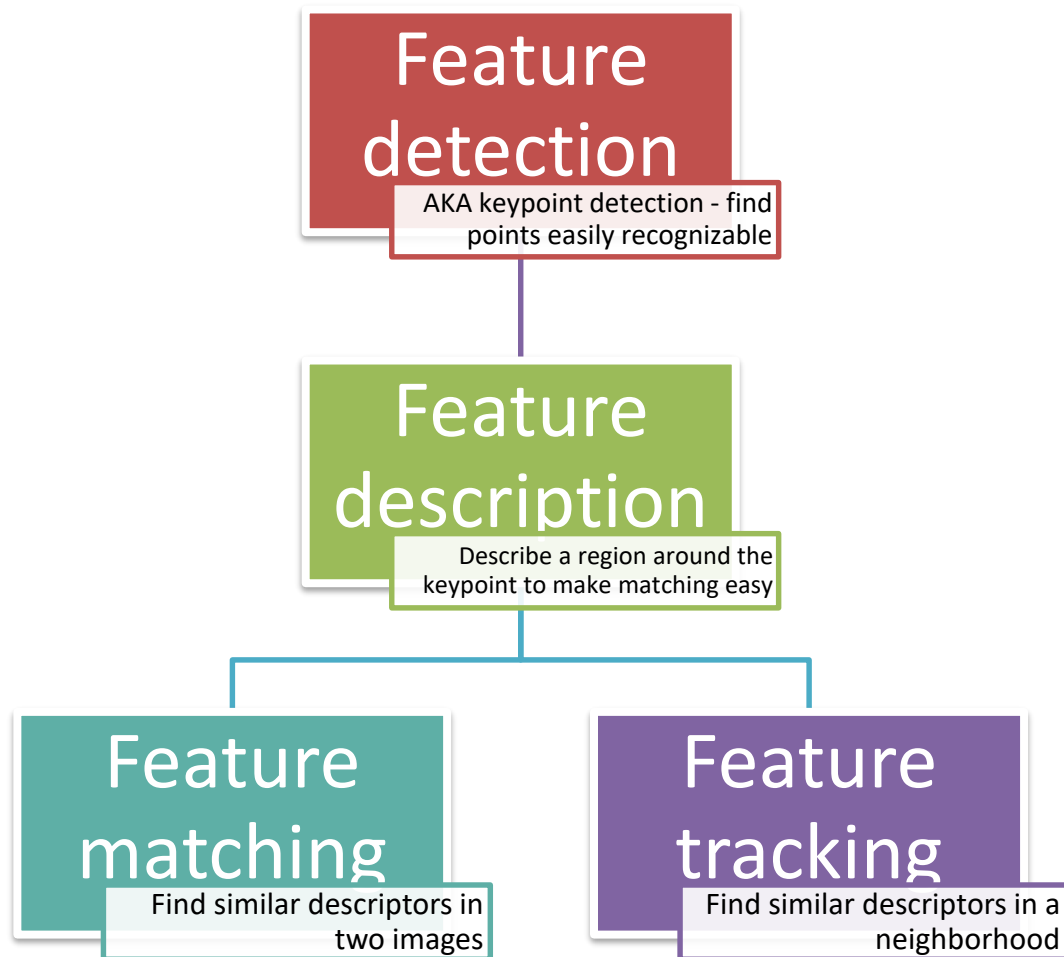 Feature
detection
AKA keypoint detection - find
points easily recognizable
Feature
description
Describe a region around the
keypoint to make matching easy
Feature
matching
Find similar descriptors in
two images
Feature
tracking
Find similar descriptors in a
neighborhood